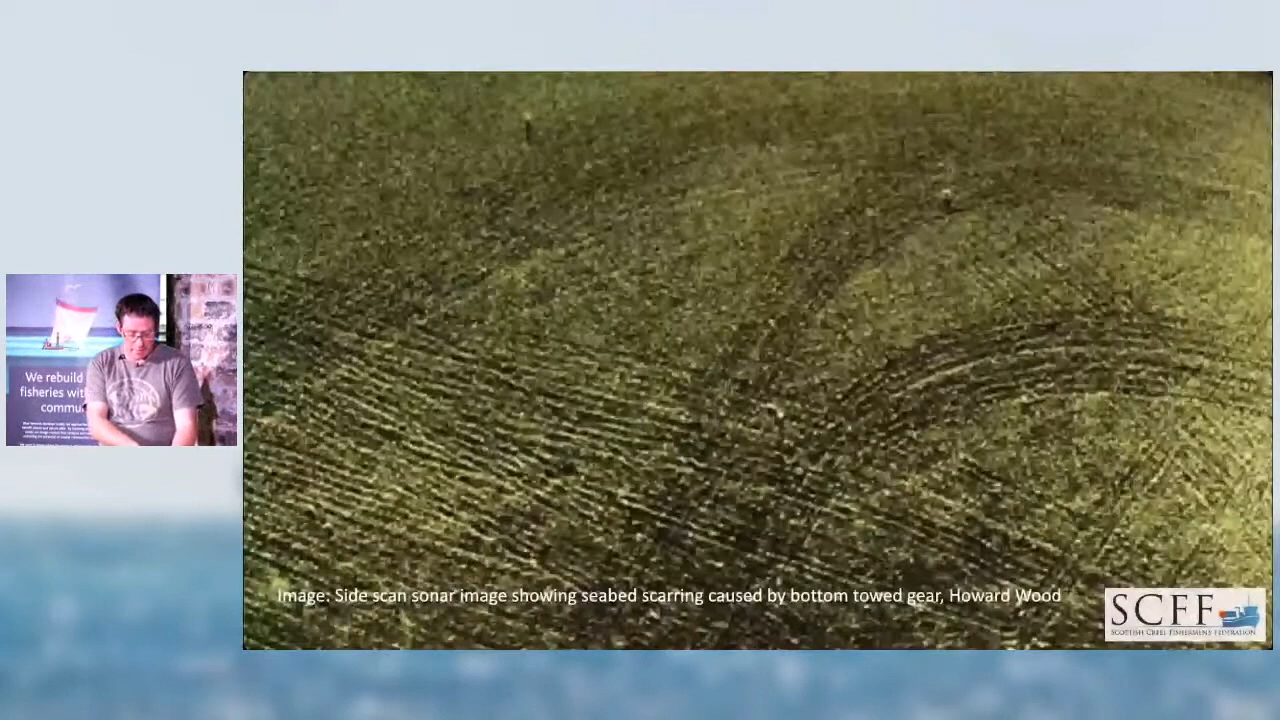 We rebuild
fisheries wit
commu
Image: Side scan sonar image showing seabed scarring caused by bottom towed gear, Howard Wood
SCFF
SCOTTISH CREEL FISHERMENS FEDERATION